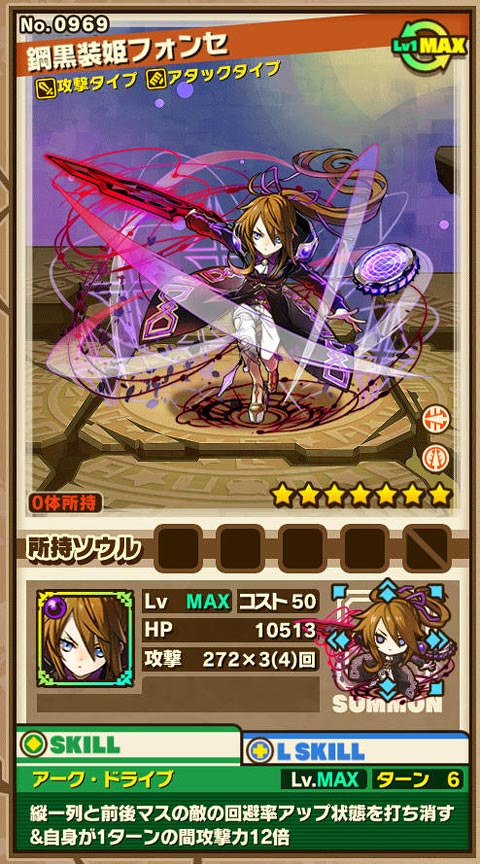 No.0969
鋼黒装姫フォンセ
Lv1 MAX
攻撃タイプ アタックタイプ
0体所持
所持ソウル
Lv MAX コスト 50
HP 10513
攻撃 272×3(4)回
SUMMON
SKILL
L SKILL
アーク・ドライブ Lv.MAX ターン 6
縦一列と前後マスの敵の回避率アップ状態を打ち消す
&自身が1ターンの間攻撃力12倍